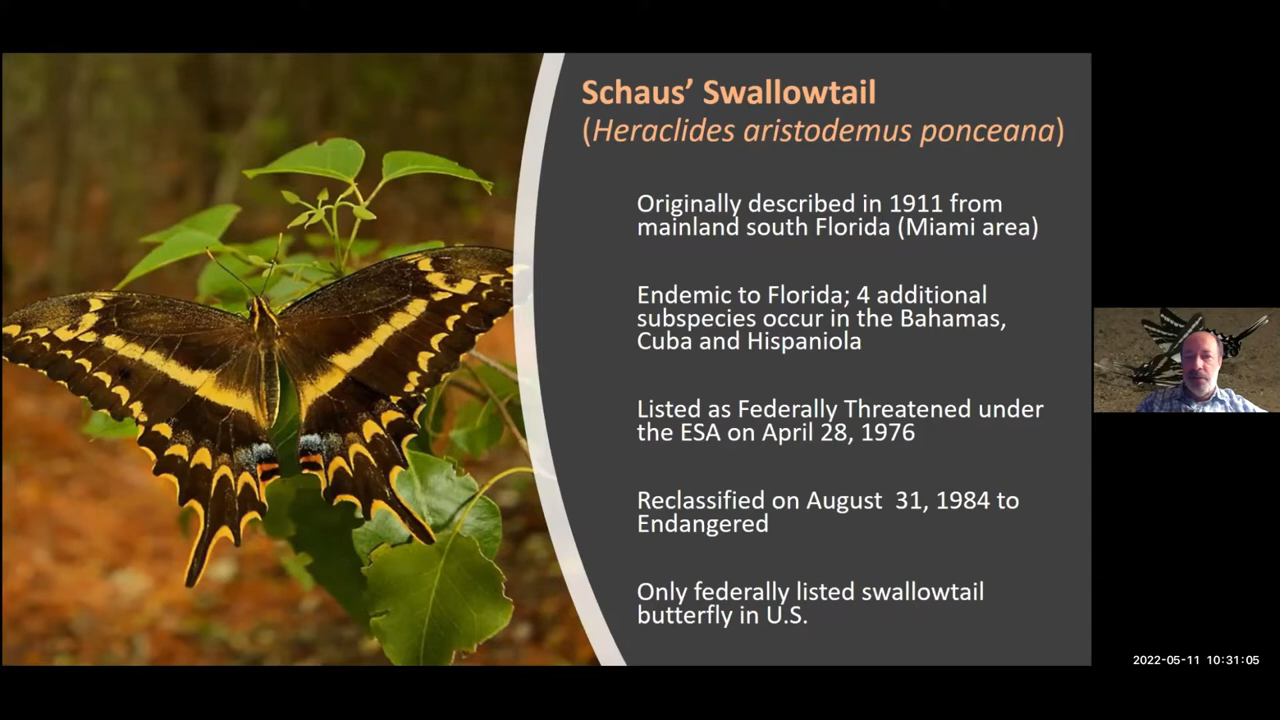 Schaus’ Swallowtail
(Heraclides aristodemus ponceana)
Originally described in 1911 from
mainland south Florida (Miami area)
Endemic to Florida; 4 additional
subspecies occur in the Bahamas,
Cuba and Hispaniola
Listed as Federally Threatened under
the ESA on April 28, 1976
Reclassified on August  31, 1984 to
Endangered
Only federally listed swallowtail
butterfly in U.S.
2022-05-11 10:31:05